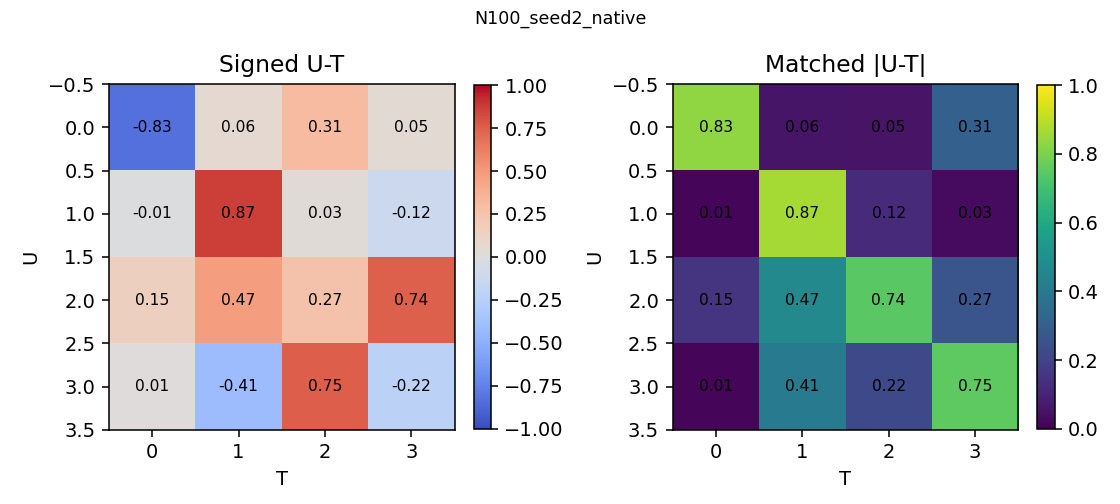 N100_seed2_native
Signed U-T
−0.5
0.0
0.5
1.0
1.5
2.0
2.5
3.0
3.5
U
-0.83 0.06 0.31 0.05
-0.01 0.87 0.03 -0.12
0.15 0.47 0.27 0.74
0.01 -0.41 0.75 -0.22
0 1 2 3
T
1.00
0.75
0.50
0.25
0.00
−0.25
−0.50
−0.75
−1.00
Matched |U-T|
−0.5
0.0
0.5
1.0
1.5
2.0
2.5
3.0
3.5
U
0.83 0.06 0.05 0.31
0.01 0.87 0.12 0.03
0.15 0.47 0.74 0.27
0.01 0.41 0.22 0.75
0 1 2 3
T
1.0
0.8
0.6
0.4
0.2
0.0